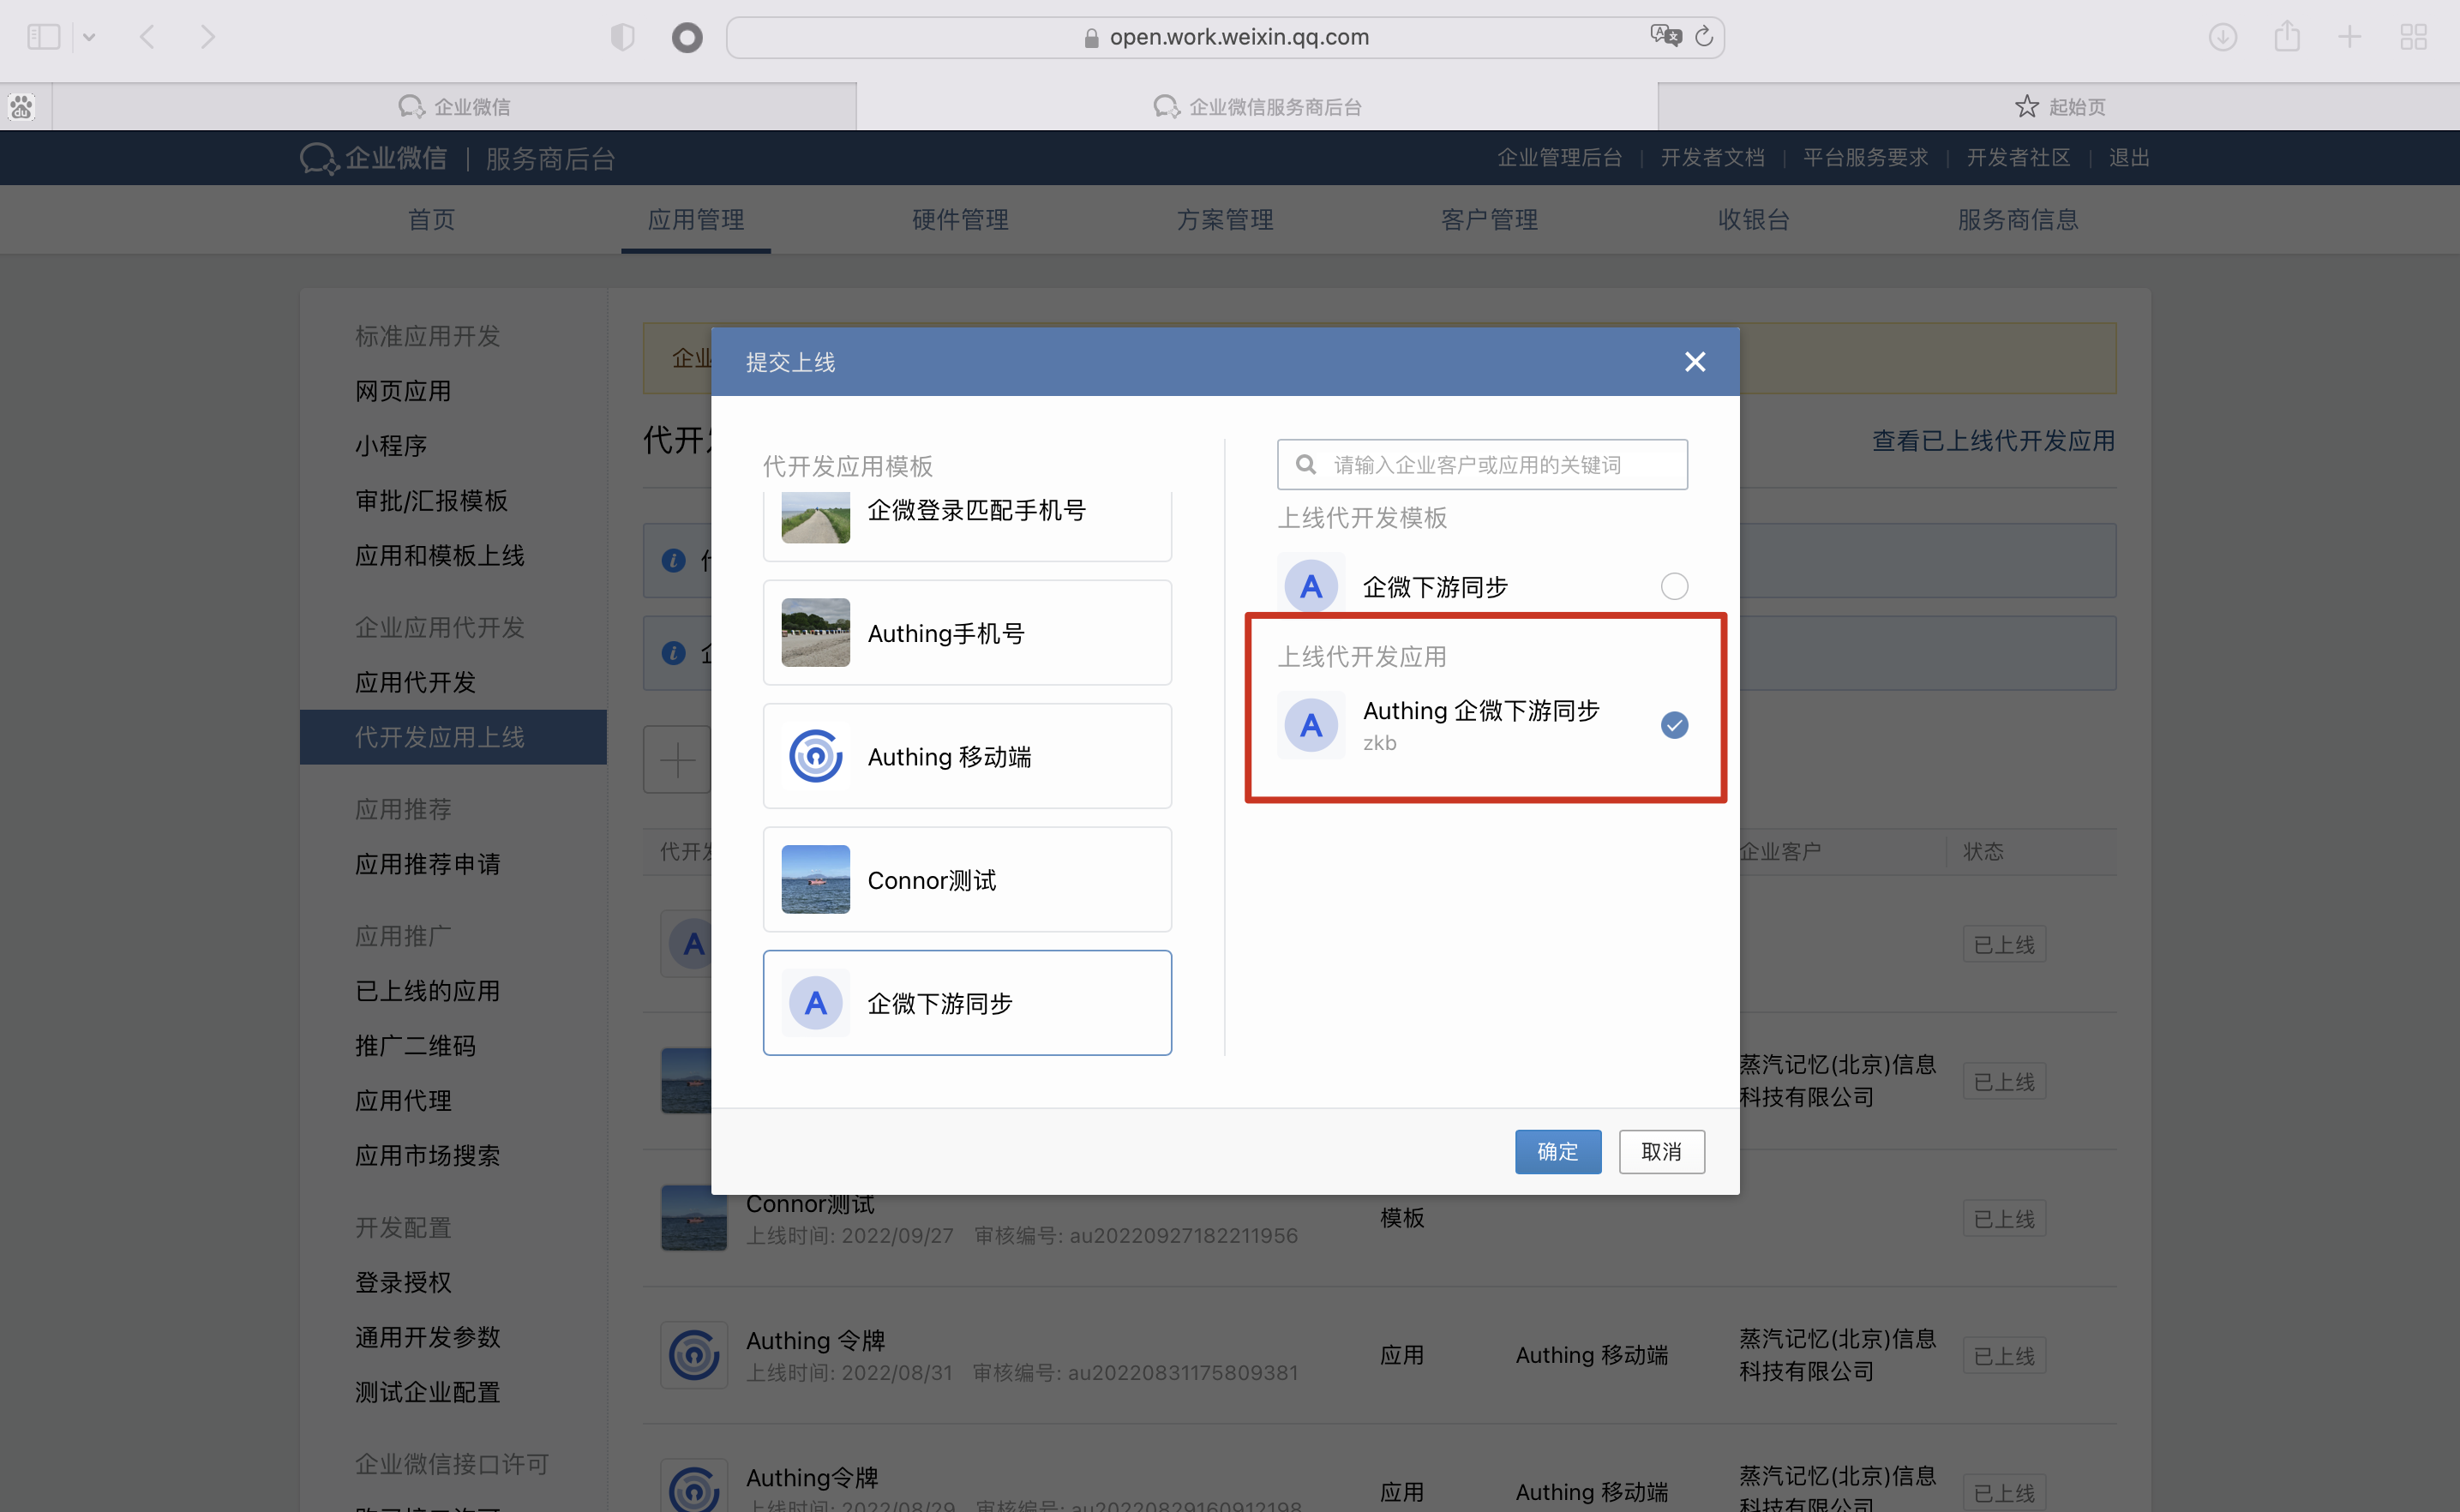 open.work.weixin.qq.com
企业微信
企业微信服务商后台
起始页
企业微信 | 服务商后台
企业管理后台 | 开发者文档 | 平台服务要求 | 开发者社区 | 退出
首页
应用管理
硬件管理
方案管理
客户管理
收银台
服务商信息
标准应用开发
网页应用
小程序
审批/汇报模板
应用和模板上线
企业应用代开发
应用代开发
代开发应用上线
应用推荐
应用推荐申请
应用推广
已上线的应用
推广二维码
应用代理
应用市场搜索
开发配置
登录授权
通用开发参数
测试企业配置
企业微信接口许可
企业
代开
查看已上线代开发应用
提交上线
代开发应用模板
企微登录匹配手机号
Authing手机号
Authing 移动端
Connor测试
企微下游同步
请输入企业客户或应用的关键词
上线代开发模板
企微下游同步
上线代开发应用
Authing 企微下游同步
zkb
确定
取消
代开
企业客户
状态
已上线
蒸汽记忆(北京)信息
科技有限公司
已上线
Connor测试
上线时间: 2022/09/27 审核编号: au20220927182211956
模板
已上线
Authing 令牌
上线时间: 2022/08/31 审核编号: au20220831175809381
应用
Authing 移动端
蒸汽记忆(北京)信息
科技有限公司
已上线
Authing令牌
上线时间: 2022/08/29 审核编号: au20220829160912198
应用
Authing 移动端
蒸汽记忆(北京)信息
科技有限公司
已上线